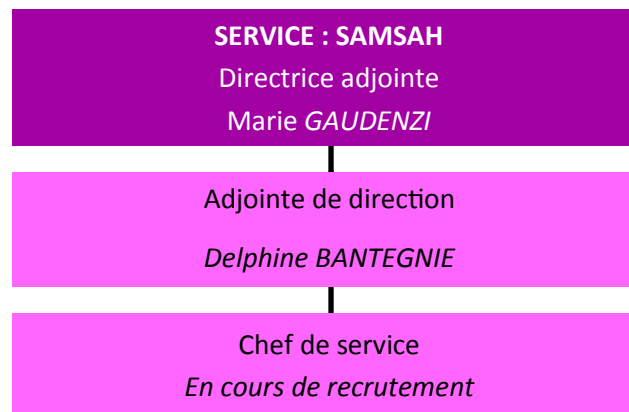 SERVICE : SAMSAH
Directrice adjointe
Marie GAUDENZI
Adjointe de direction
Delphine BANTEGNIE
Chef de service
En cours de recrutement